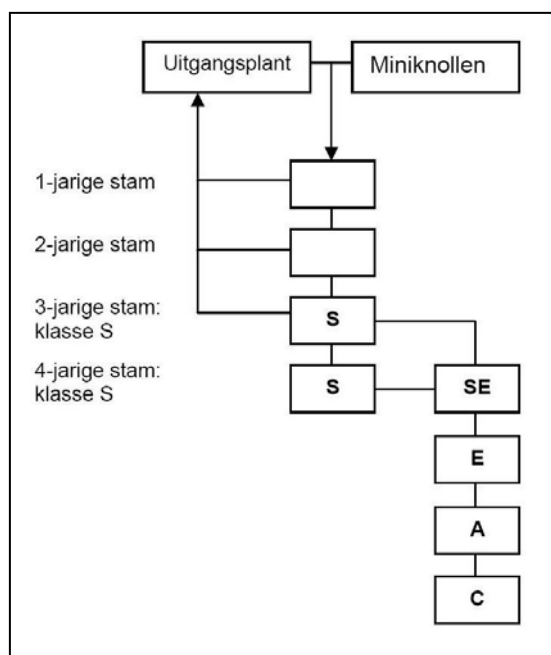 Uitgangsplant
Miniknollen
1-jarige stam
2-jarige stam
3-jarige stam:
klasse S
S
4-jarige stam:
klasse S
S
SE
E
A
C